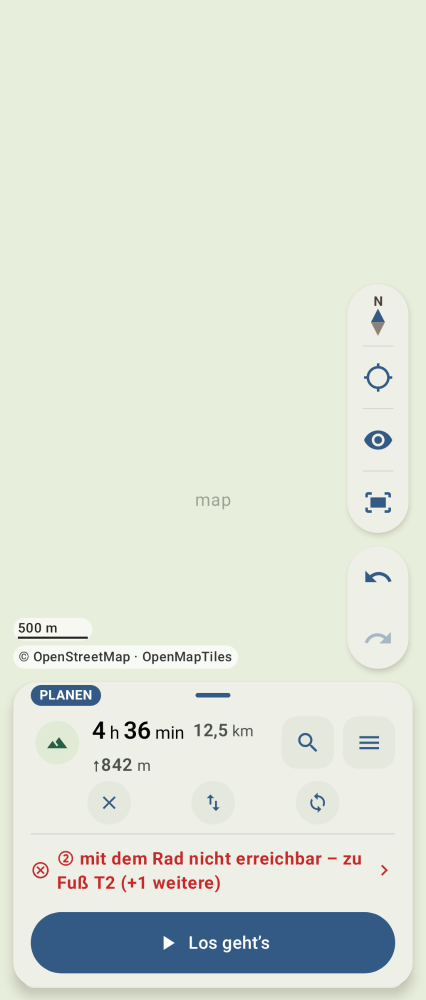 N
map
500 m
© OpenStreetMap · OpenMapTiles
PLANEN
4 h 36 min 12,5 km
↑842 m
② mit dem Rad nicht erreichbar – zu
Fuß T2 (+1 weitere)
Los geht’s